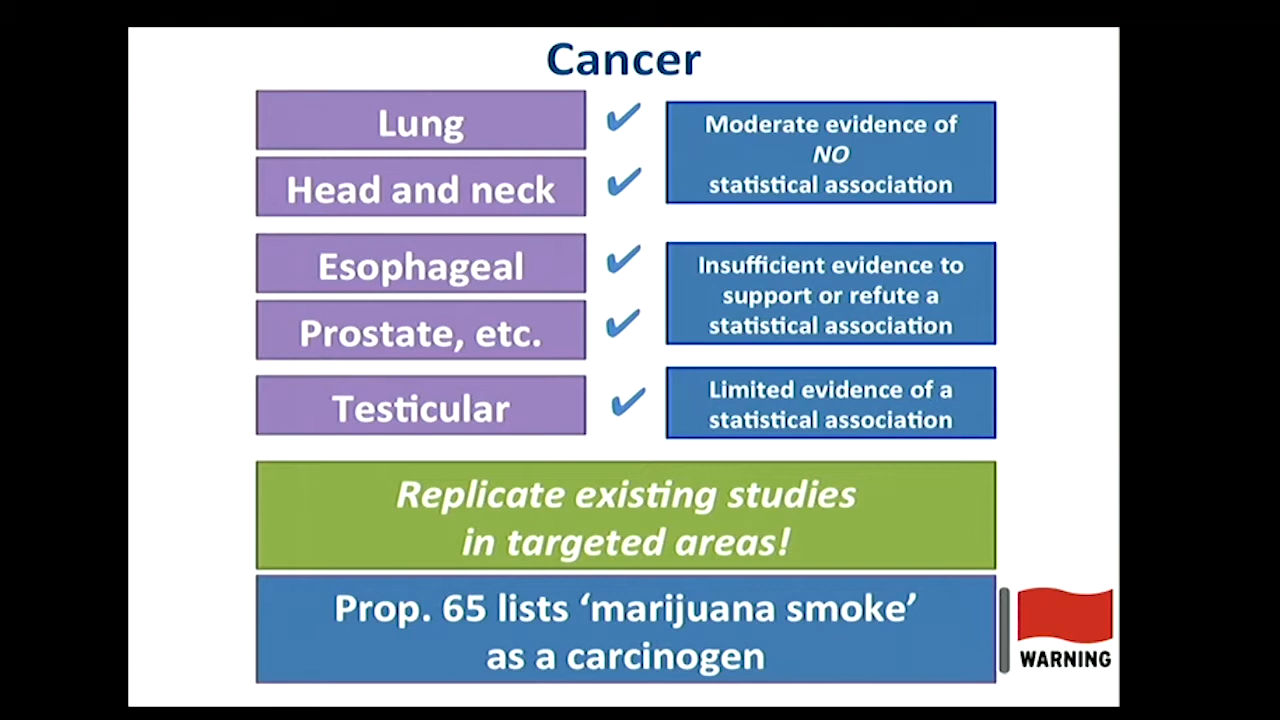 Cancer
Lung
Head and neck
Moderate evidence of
NO
statistical association
Esophageal
Prostate, etc.
Insufficient evidence to
support or refute a
statistical association
Testicular
Limited evidence of a
statistical association
Replicate existing studies
in targeted areas!
Prop. 65 lists ‘marijuana smoke’
as a carcinogen
WARNING